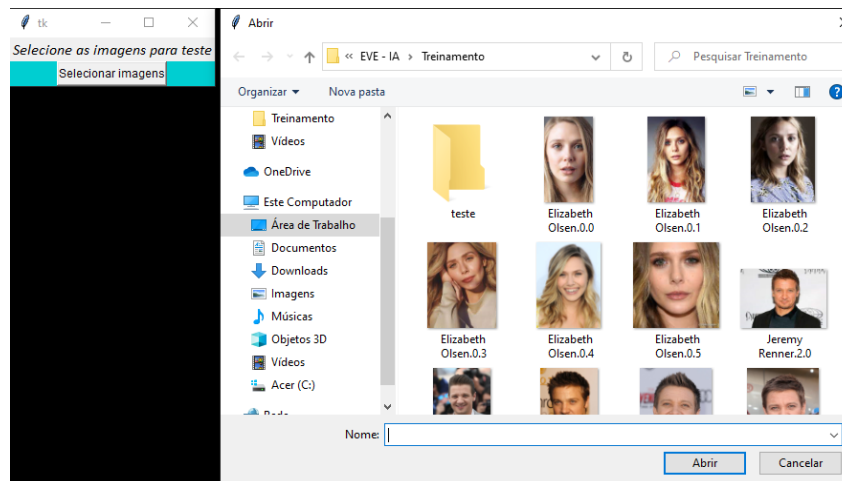 tk
Selecione as imagens para teste
Selecionar imagens
Abrir
« EVE - IA › Treinamento
Pesquisar Treinamento
Organizar
Nova pasta
Treinamento
Vídeos
OneDrive
Este Computador
Área de Trabalho
Documentos
Downloads
Imagens
Músicas
Objetos 3D
Vídeos
Acer (C:)
teste
Elizabeth
Olsen.0.0
Elizabeth
Olsen.0.1
Elizabeth
Olsen.0.2
Elizabeth
Olsen.0.3
Elizabeth
Olsen.0.4
Elizabeth
Olsen.0.5
Jeremy
Renner.2.0
Nome:
Abrir
Cancelar